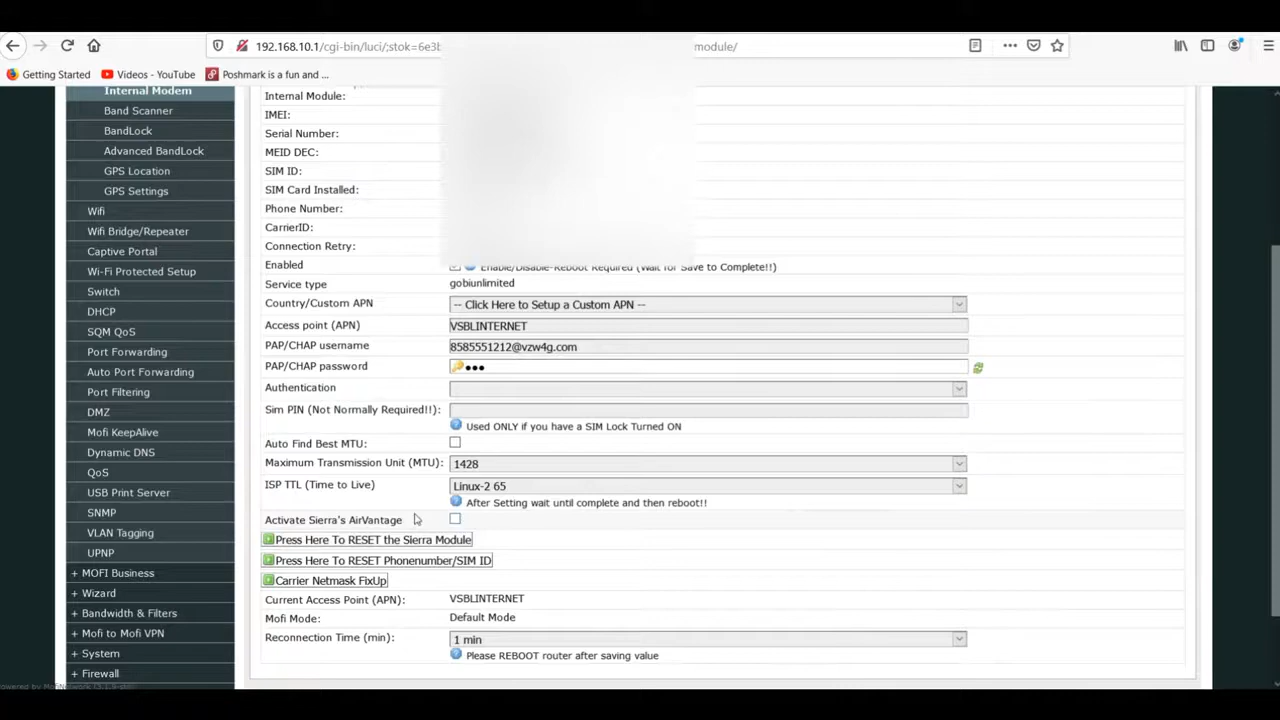 192.168.10.1/cgi-bin/luci/;stok=6e3b module/
Getting Started Videos - YouTube Poshmark is a fun and ...
Internal Modem
Band Scanner
BandLock
Advanced BandLock
GPS Location
GPS Settings
Wifi
Wifi Bridge/Repeater
Captive Portal
Wi-Fi Protected Setup
Switch
DHCP
SQM QoS
Port Forwarding
Auto Port Forwarding
Port Filtering
DMZ
Mofi KeepAlive
Dynamic DNS
QoS
USB Print Server
SNMP
VLAN Tagging
UPNP
+ MOFI Business
+ Wizard
+ Bandwidth & Filters
+ Mofi to Mofi VPN
+ System
+ Firewall
Internal Module:
IMEI:
Serial Number:
MEID DEC:
SIM ID:
SIM Card Installed:
Phone Number:
CarrierID:
Connection Retry:
Enabled Enable/Disable-Reboot Required (Wait for Save to Complete!!)
Service type gobiunlimited
Country/Custom APN -- Click Here to Setup a Custom APN --
Access point (APN) VSBLINTERNET
PAP/CHAP username 8585551212@vzw4g.com
PAP/CHAP password •••
Authentication
Sim PIN (Not Normally Required!!):
Used ONLY if you have a SIM Lock Turned ON
Auto Find Best MTU:
Maximum Transmission Unit (MTU): 1428
ISP TTL (Time to Live) Linux-2 65
After Setting wait until complete and then reboot!!
Activate Sierra's AirVantage
Press Here To RESET the Sierra Module
Press Here To RESET Phonenumber/SIM ID
Carrier Netmask FixUp
Current Access Point (APN): VSBLINTERNET
Mofi Mode: Default Mode
Reconnection Time (min): 1 min
Please REBOOT router after saving value